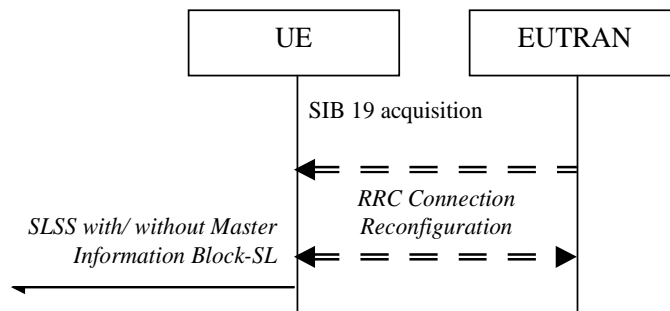 UE
EUTRAN
SIB 19 acquisition
RRC Connection
Reconfiguration
SLSS with/ without Master
Information Block-SL